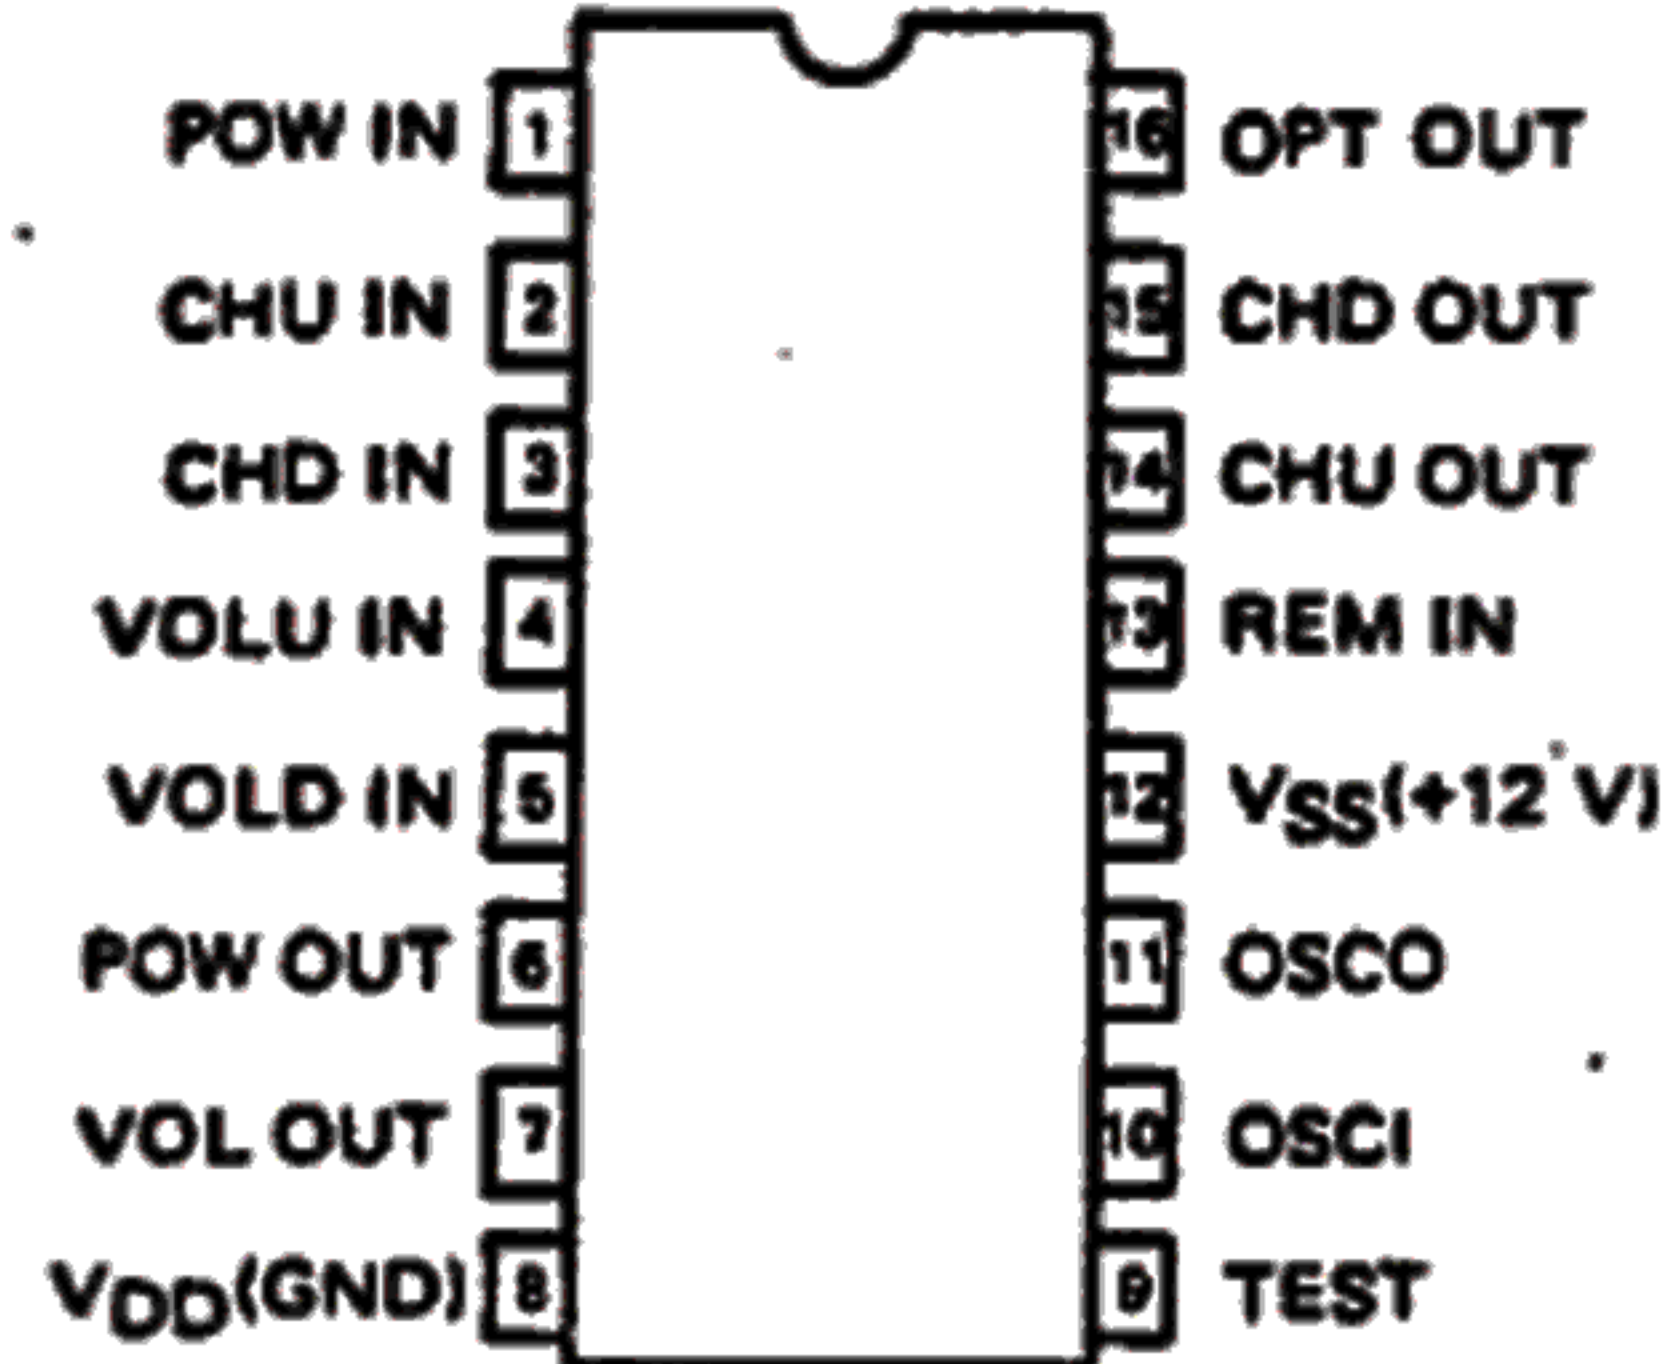 POW IN 1 16 OPT OUT
CHU IN 2 15 CHD OUT
CHD IN 3 14 CHU OUT
VOLU IN 4 13 REM IN
VOLD IN 5 12 VSS(+12 V)
POW OUT 6 11 OSCO
VOL OUT 7 10 OSCI
VDD(GND) 8 9 TEST